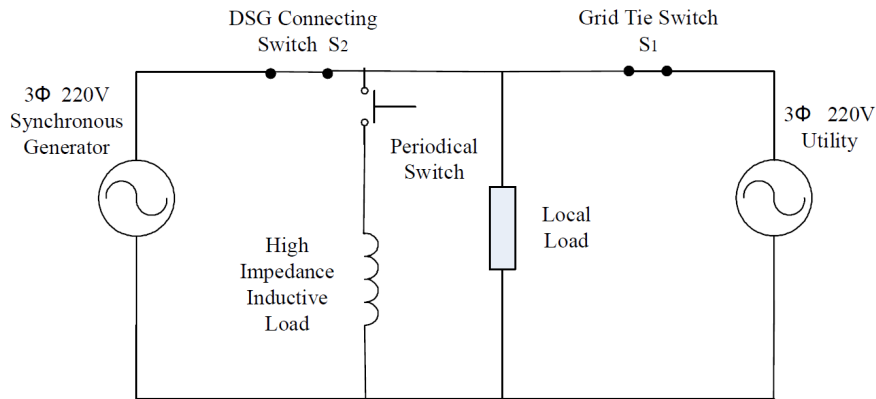 DSG Connecting
Switch S2
Grid Tie Switch
S1
3Φ 220V
Synchronous
Generator
Periodical
Switch
3Φ 220V
Utility
Local
Load
High
Impedance
Inductive
Load